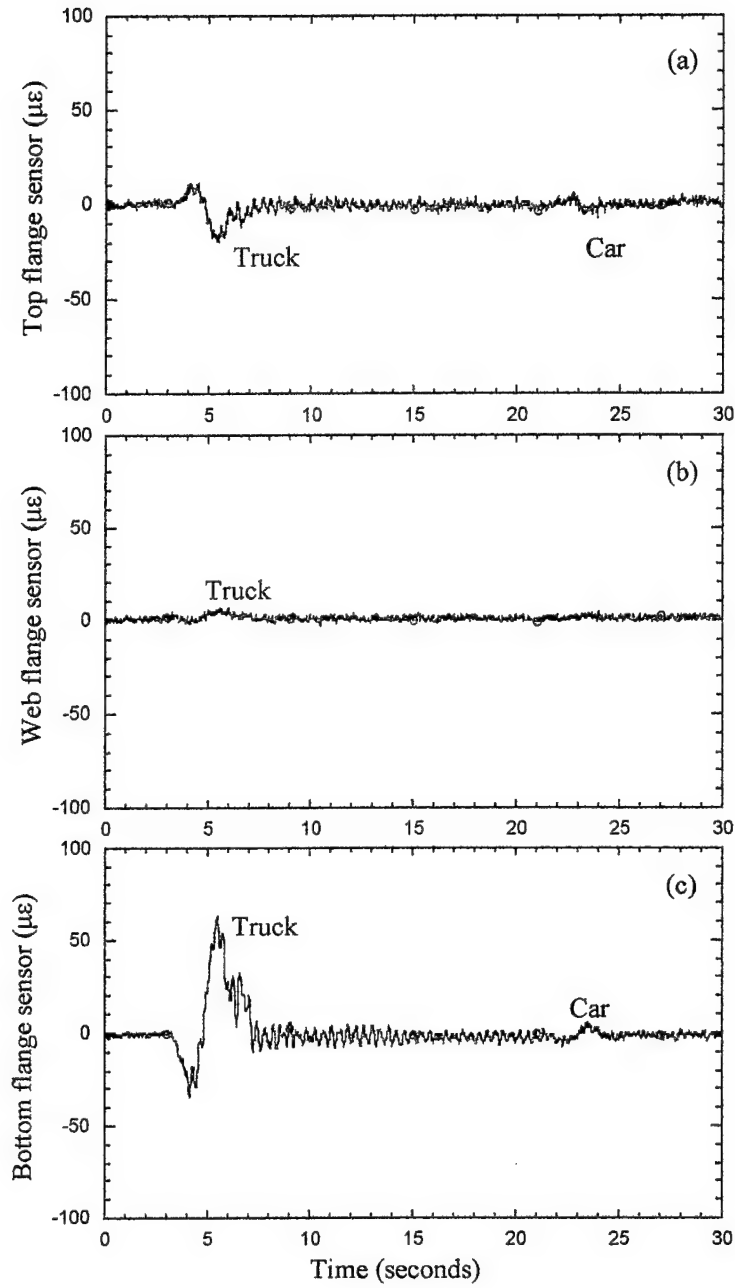 100
(a)
50
0
Truck
Car
-50
-100
Top flange sensor (µε)
0 5 10 15 20 25 30
100
(b)
50
Truck
0
-50
-100
Web flange sensor (µε)
0 5 10 15 20 25 30
100
(c)
50
Truck
Car
0
-50
-100
Bottom flange sensor (µε)
0 5 10 15 20 25 30
Time (seconds)